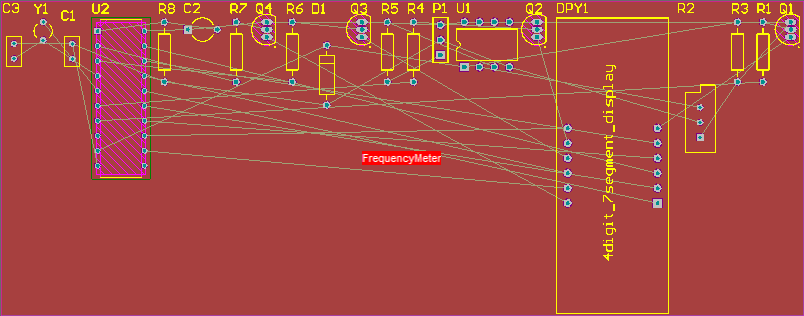 C3 Y1 C1 U2 R8 C2 R7 Q4 R6 D1 Q3 R5 R4 P1 U1 Q2 DPY1 R2 R3 R1 Q1
4digit_7segment_display
FrequencyMeter